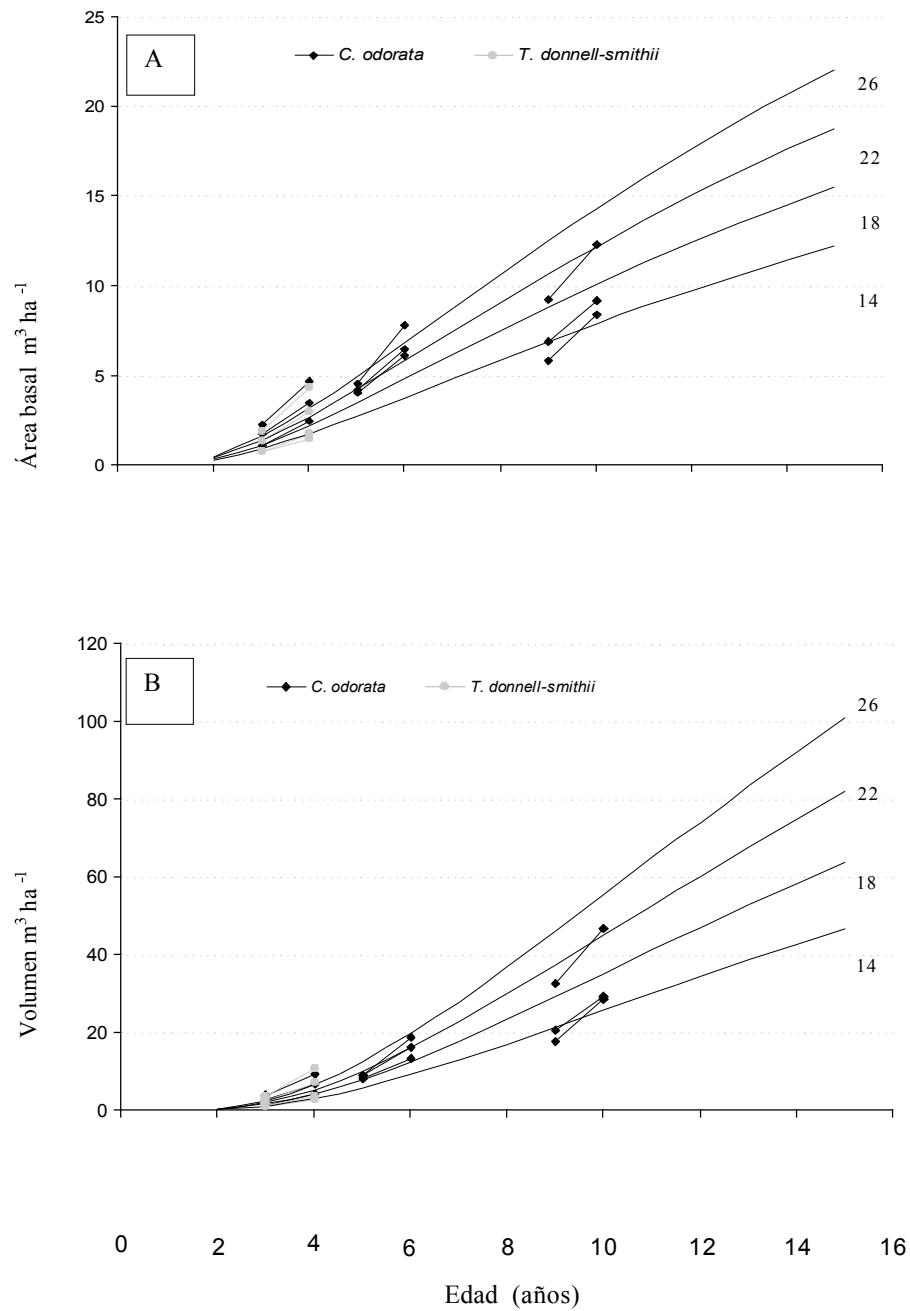 25
A
C. odorata T. donnell-smithii
26
20
22
15
18
10
14
5
0
Área basal m³ ha⁻¹
120
B
C. odorata T. donnell-smithii
26
100
22
80
18
60
14
40
20
0
Volumen m³ ha⁻¹
0 2 4 6 8 10 12 14 16
Edad (años)